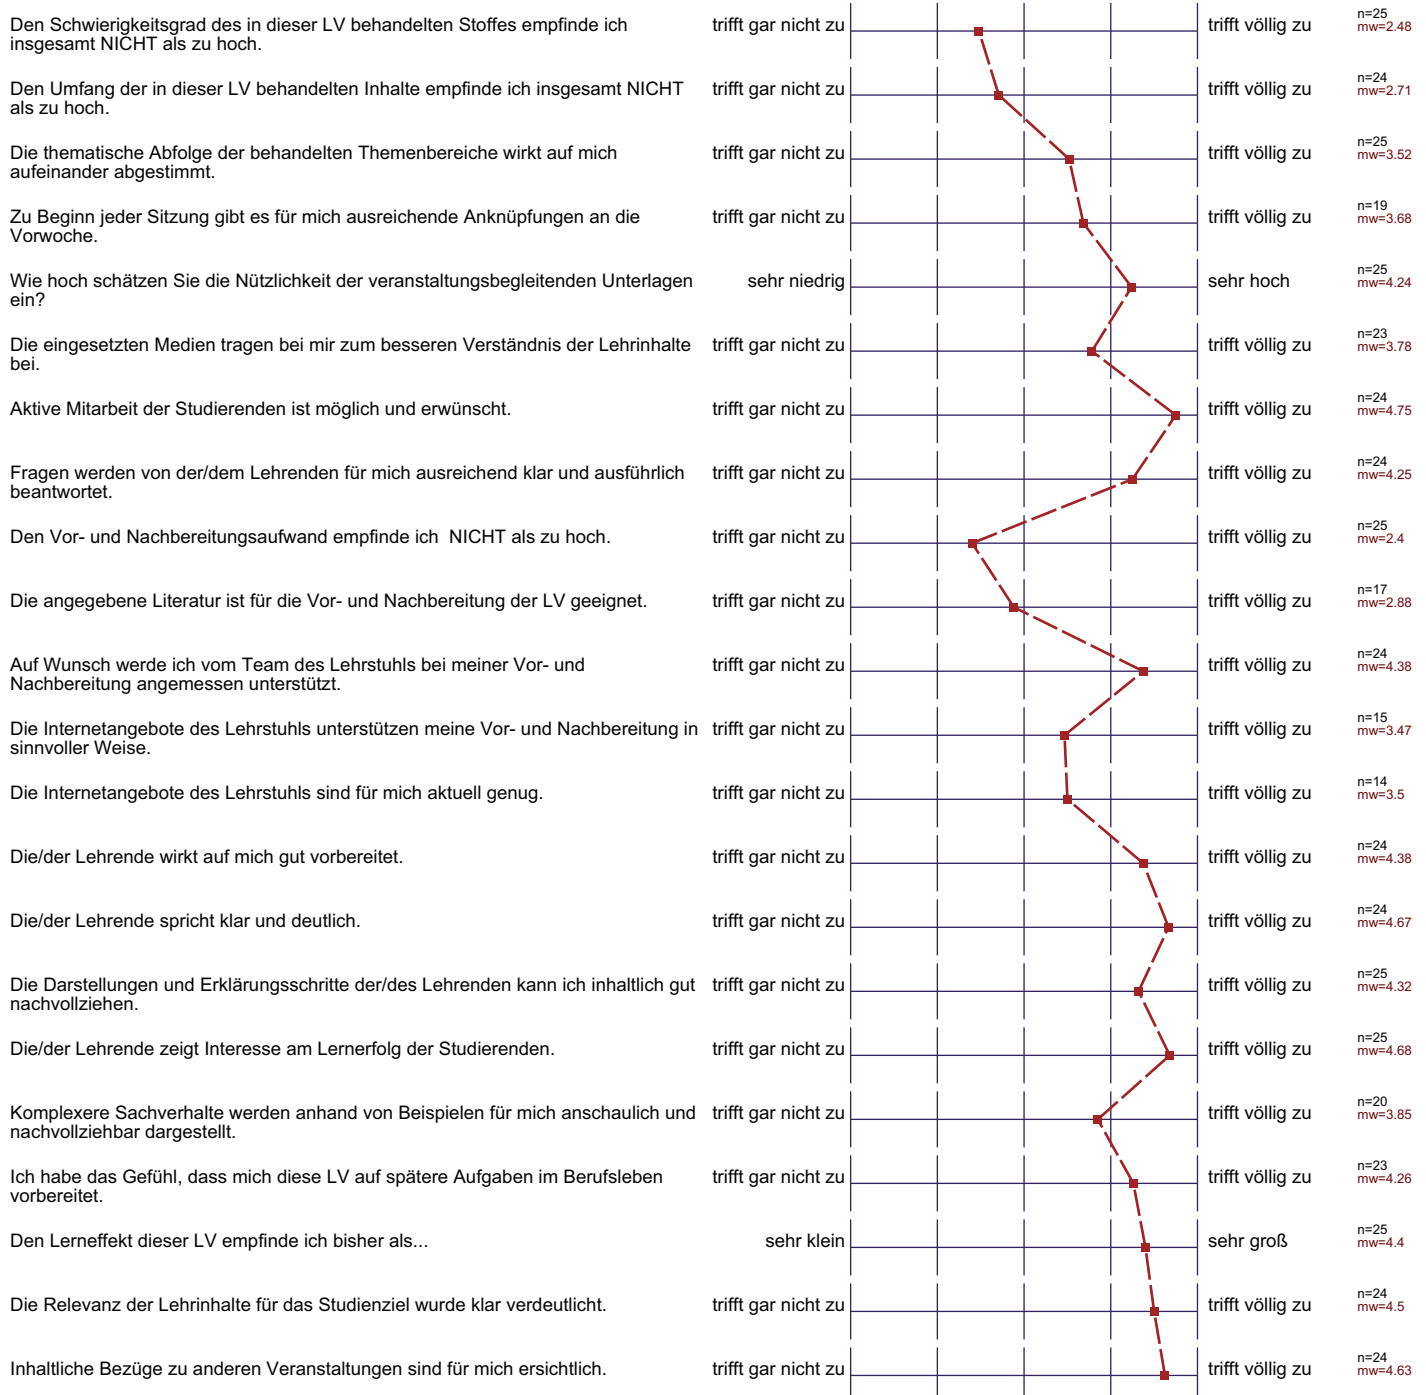 Den Schwierigkeitsgrad des in dieser LV behandelten Stoffes empfinde ich
insgesamt NICHT als zu hoch.
trifft gar nicht zu
trifft völlig zu
n=25
mw=2.48
Den Umfang der in dieser LV behandelten Inhalte empfinde ich insgesamt NICHT
als zu hoch.
trifft gar nicht zu
trifft völlig zu
n=24
mw=2.71
Die thematische Abfolge der behandelten Themenbereiche wirkt auf mich
aufeinander abgestimmt.
trifft gar nicht zu
trifft völlig zu
n=25
mw=3.52
Zu Beginn jeder Sitzung gibt es für mich ausreichende Anknüpfungen an die
Vorwoche.
trifft gar nicht zu
trifft völlig zu
n=19
mw=3.68
Wie hoch schätzen Sie die Nützlichkeit der veranstaltungsbegleitenden Unterlagen
ein?
sehr niedrig
sehr hoch
n=25
mw=4.24
Die eingesetzten Medien tragen bei mir zum besseren Verständnis der Lehrinhalte
bei.
trifft gar nicht zu
trifft völlig zu
n=23
mw=3.78
Aktive Mitarbeit der Studierenden ist möglich und erwünscht.
trifft gar nicht zu
trifft völlig zu
n=24
mw=4.75
Fragen werden von der/dem Lehrenden für mich ausreichend klar und ausführlich
beantwortet.
trifft gar nicht zu
trifft völlig zu
n=24
mw=4.25
Den Vor- und Nachbereitungsaufwand empfinde ich  NICHT als zu hoch.
trifft gar nicht zu
trifft völlig zu
n=25
mw=2.4
Die angegebene Literatur ist für die Vor- und Nachbereitung der LV geeignet.
trifft gar nicht zu
trifft völlig zu
n=17
mw=2.88
Auf Wunsch werde ich vom Team des Lehrstuhls bei meiner Vor- und
Nachbereitung angemessen unterstützt.
trifft gar nicht zu
trifft völlig zu
n=24
mw=4.38
Die Internetangebote des Lehrstuhls unterstützen meine Vor- und Nachbereitung in
sinnvoller Weise.
trifft gar nicht zu
trifft völlig zu
n=15
mw=3.47
Die Internetangebote des Lehrstuhls sind für mich aktuell genug.
trifft gar nicht zu
trifft völlig zu
n=14
mw=3.5
Die/der Lehrende wirkt auf mich gut vorbereitet.
trifft gar nicht zu
trifft völlig zu
n=24
mw=4.38
Die/der Lehrende spricht klar und deutlich.
trifft gar nicht zu
trifft völlig zu
n=24
mw=4.67
Die Darstellungen und Erklärungsschritte der/des Lehrenden kann ich inhaltlich gut
nachvollziehen.
trifft gar nicht zu
trifft völlig zu
n=25
mw=4.32
Die/der Lehrende zeigt Interesse am Lernerfolg der Studierenden.
trifft gar nicht zu
trifft völlig zu
n=25
mw=4.68
Komplexere Sachverhalte werden anhand von Beispielen für mich anschaulich und
nachvollziehbar dargestellt.
trifft gar nicht zu
trifft völlig zu
n=20
mw=3.85
Ich habe das Gefühl, dass mich diese LV auf spätere Aufgaben im Berufsleben
vorbereitet.
trifft gar nicht zu
trifft völlig zu
n=23
mw=4.26
Den Lerneffekt dieser LV empfinde ich bisher als...
sehr klein
sehr groß
n=25
mw=4.4
Die Relevanz der Lehrinhalte für das Studienziel wurde klar verdeutlicht.
trifft gar nicht zu
trifft völlig zu
n=24
mw=4.5
Inhaltliche Bezüge zu anderen Veranstaltungen sind für mich ersichtlich.
trifft gar nicht zu
trifft völlig zu
n=24
mw=4.63